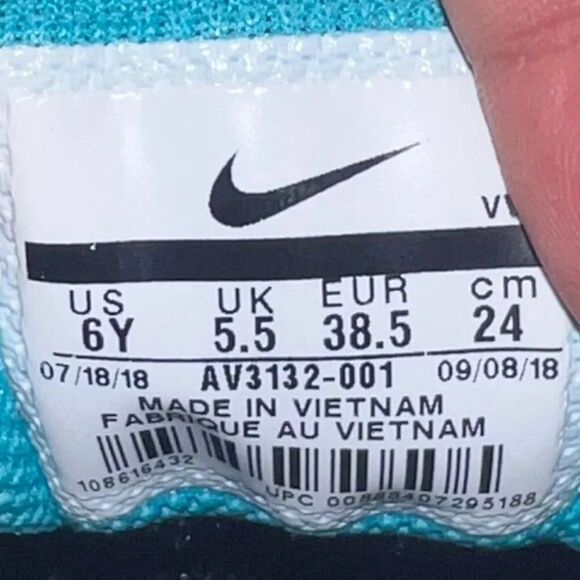 US UK EUR cm
6Y 5.5 38.5 24
07/18/18 AV3132-001 09/08/18
MADE IN VIETNAM
FABRIQUE AU VIETNAM
108616432
UPC 00883407295188